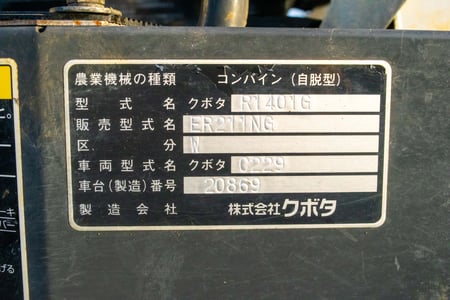 農業機械の種類 コンバイン（自脱型）
型式名 クボタ R1401G
販売型式名 ER211NG
区分 W
車両型式名 クボタ C229
車台（製造）番号 20869
製造会社 株式会社クボタ